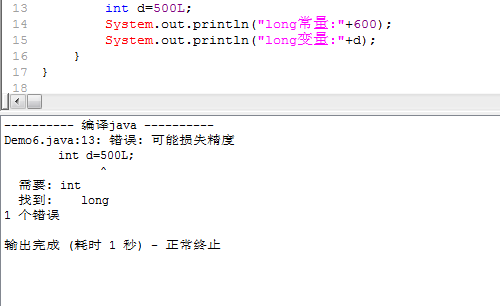 13 int d=500L;
14 System.out.println("long常量:"+600);
15 System.out.println("long变量:"+d);
16 }
17 }
18
---------- 编译java ----------
Demo6.java:13: 错误: 可能损失精度
int d=500L;
^
需要: int
找到: long
1 个错误
输出完成 (耗时 1 秒) - 正常终止